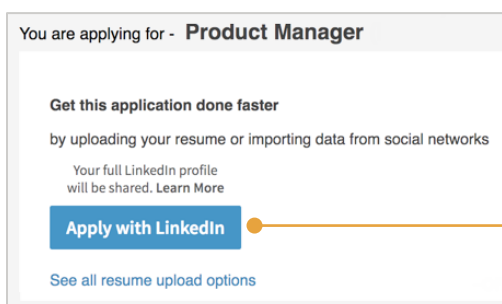 You are applying for - Product Manager
Get this application done faster
by uploading your resume or importing data from social networks
Your full LinkedIn profile
will be shared. Learn More
Apply with LinkedIn
See all resume upload options